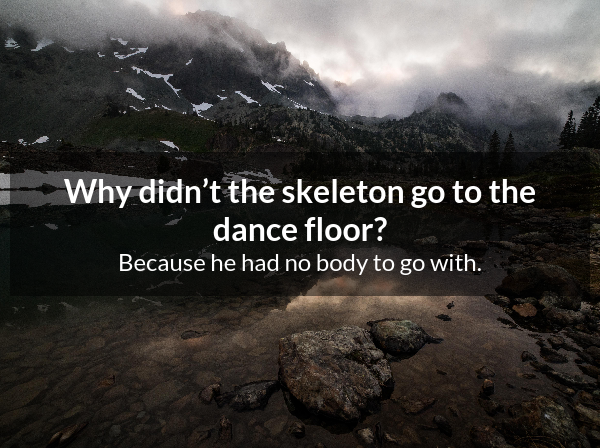 Why didn’t the skeleton go to the
dance floor?
Because he had no body to go with.